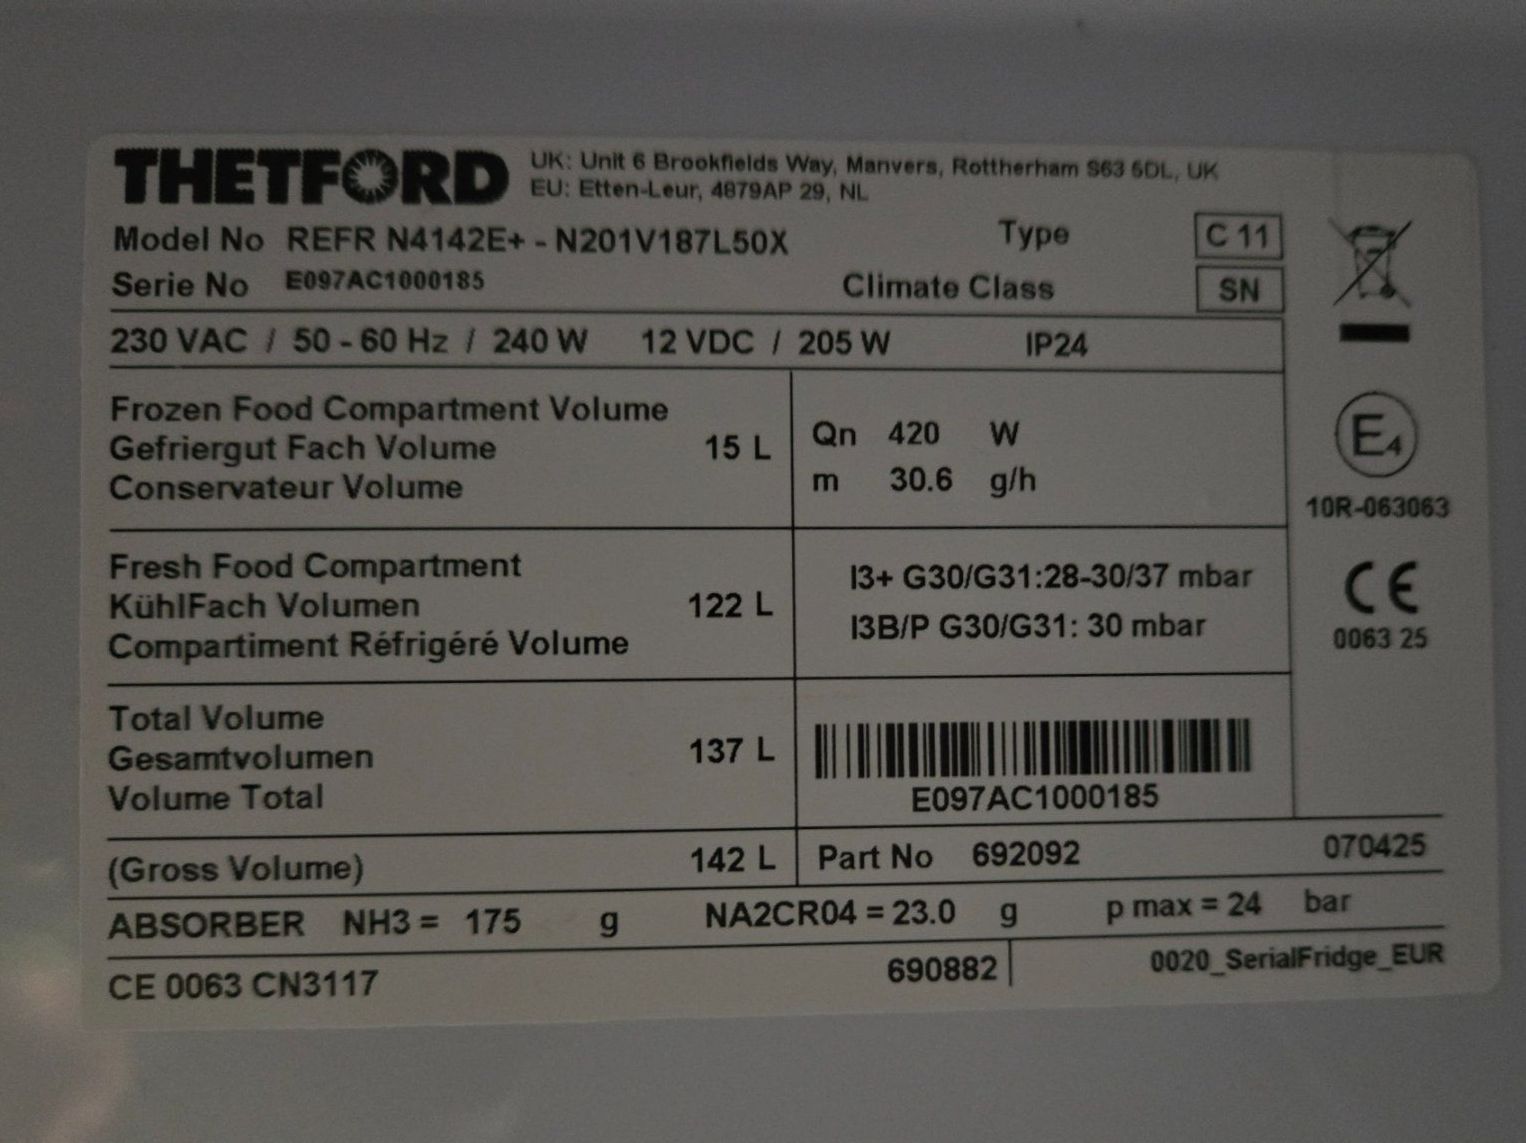 THETFORD
UK: Unit 6 Brookfields Way, Manvers, Rottherham S63 5DL, UK
EU: Etten-Leur, 4879AP 29, NL
Model No REFR N4142E+ - N201V187L50X Type C 11
Serie No E097AC1000185 Climate Class SN
230 VAC / 50 - 60 Hz / 240 W 12 VDC / 205 W IP24
Frozen Food Compartment Volume
Gefriergut Fach Volume 15 L
Conservateur Volume
Qn 420 W
m 30.6 g/h
E4
10R-063063
Fresh Food Compartment
KühlFach Volumen 122 L
Compartiment Réfrigéré Volume
I3+ G30/G31:28-30/37 mbar
I3B/P G30/G31: 30 mbar
CE
0063 25
Total Volume
Gesamtvolumen 137 L
Volume Total
E097AC1000185
(Gross Volume) 142 L Part No 692092 070425
ABSORBER NH3 = 175 g NA2CR04 = 23.0 g p max = 24 bar
CE 0063 CN3117 690882 0020_SerialFridge_EUR